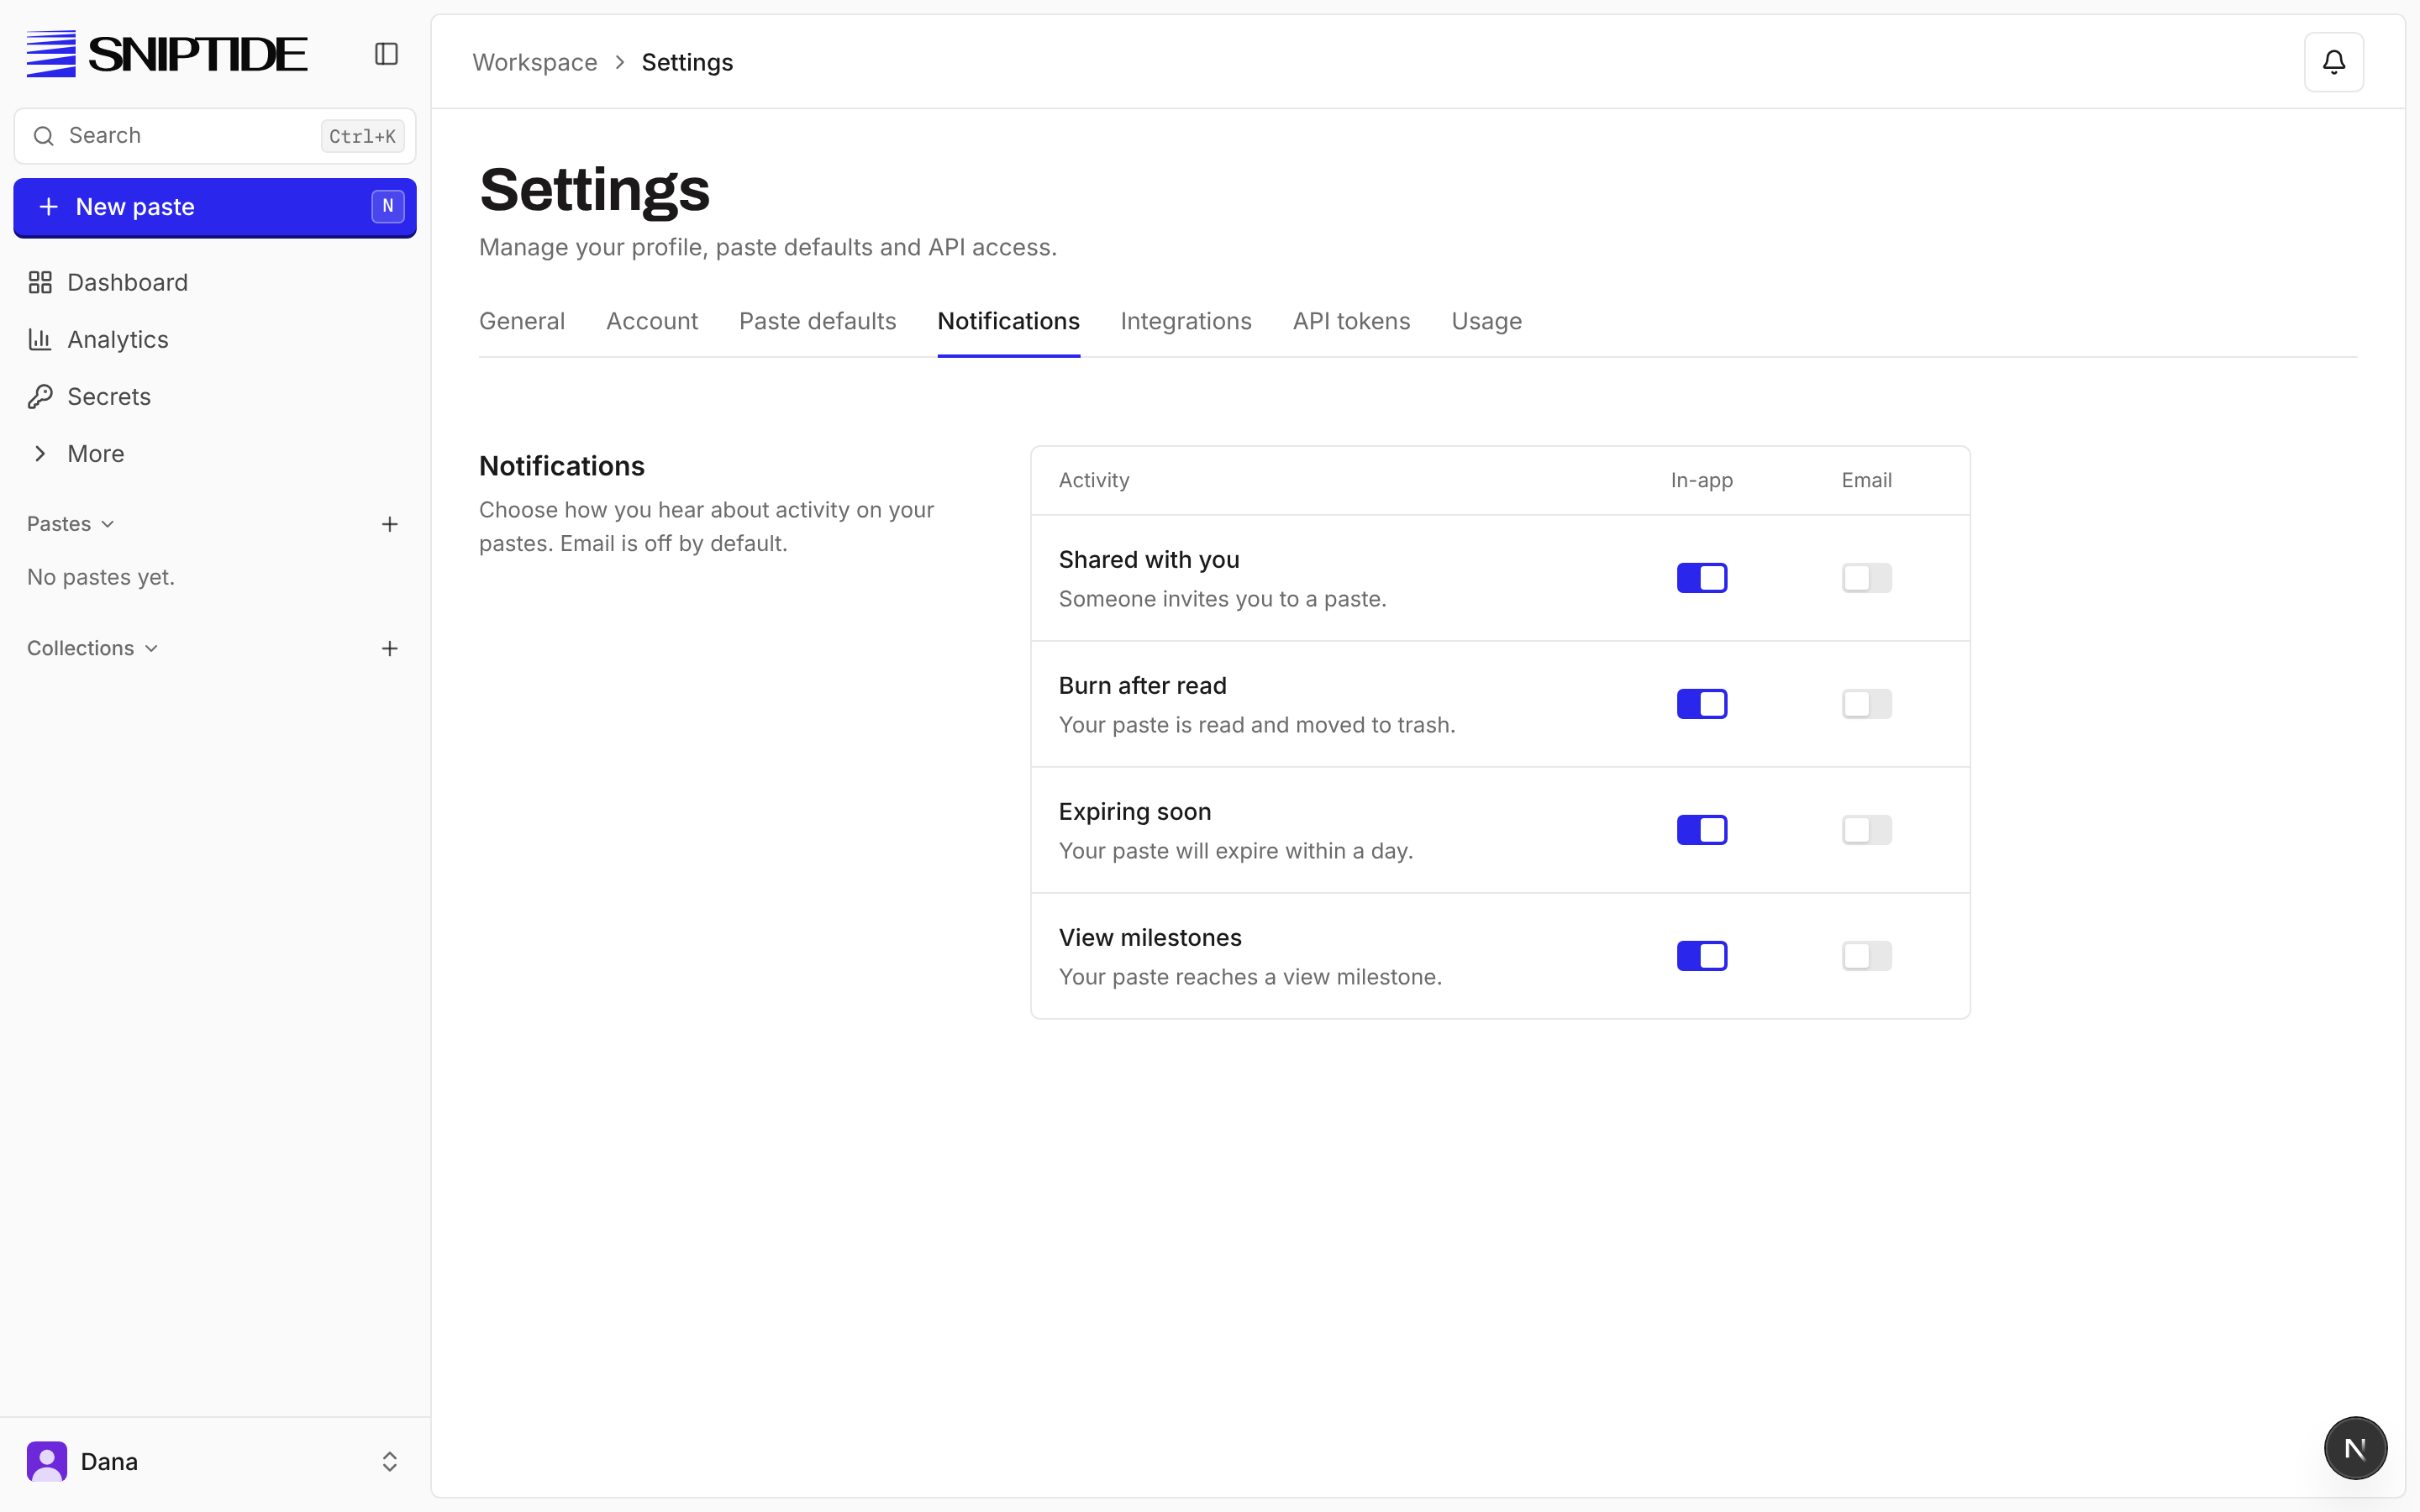 SNIPTIDE
Search Ctrl+K
New paste N
Dashboard
Analytics
Secrets
More
Pastes
No pastes yet.
Collections
Dana
Workspace > Settings
Settings
Manage your profile, paste defaults and API access.
General Account Paste defaults Notifications Integrations API tokens Usage
Notifications
Choose how you hear about activity on your
pastes. Email is off by default.
Activity In-app Email
Shared with you
Someone invites you to a paste.
Burn after read
Your paste is read and moved to trash.
Expiring soon
Your paste will expire within a day.
View milestones
Your paste reaches a view milestone.
N